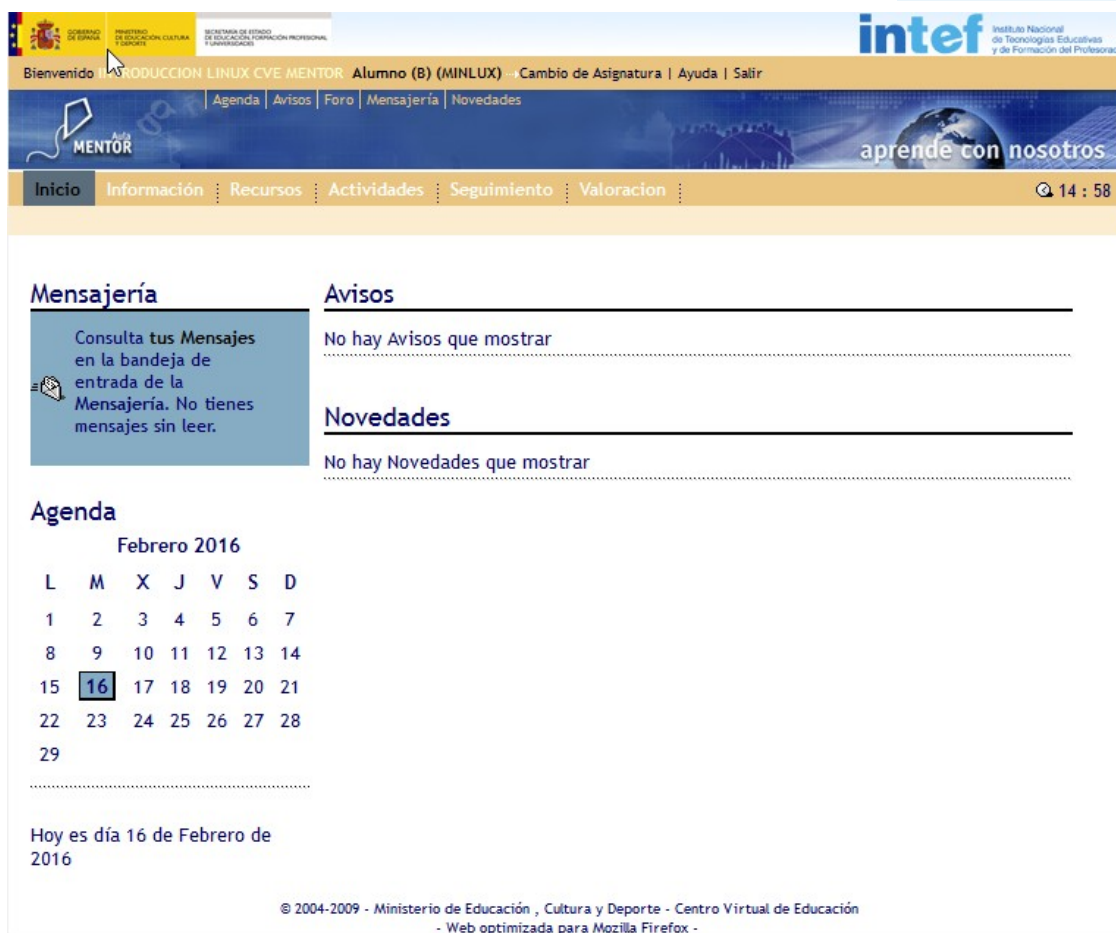 GOBIERNO DE ESPAÑA
MINISTERIO DE EDUCACIÓN, CULTURA Y DEPORTE
SECRETARÍA DE ESTADO DE EDUCACIÓN, FORMACIÓN PROFESIONAL Y UNIVERSIDADES
intef
Instituto Nacional
de Tecnologías Educativas
y de Formación del Profesorad
Bienvenido INTRODUCCION LINUX CVE MENTOR Alumno (B) (MINLUX) Cambio de Asignatura | Ayuda | Salir
Agenda | Avisos | Foro | Mensajería | Novedades
Aula
MENTOR
aprende con nosotros
Inicio Información Recursos Actividades Seguimiento Valoracion 14 : 58
Mensajería
Consulta tus Mensajes
en la bandeja de
entrada de la
Mensajería. No tienes
mensajes sin leer.
Avisos
No hay Avisos que mostrar
Novedades
No hay Novedades que mostrar
Agenda
Febrero 2016
L M X J V S D
1 2 3 4 5 6 7
8 9 10 11 12 13 14
15 16 17 18 19 20 21
22 23 24 25 26 27 28
29
Hoy es día 16 de Febrero de
2016
© 2004-2009 - Ministerio de Educación , Cultura y Deporte - Centro Virtual de Educación
- Web optimizada para Mozilla Firefox -